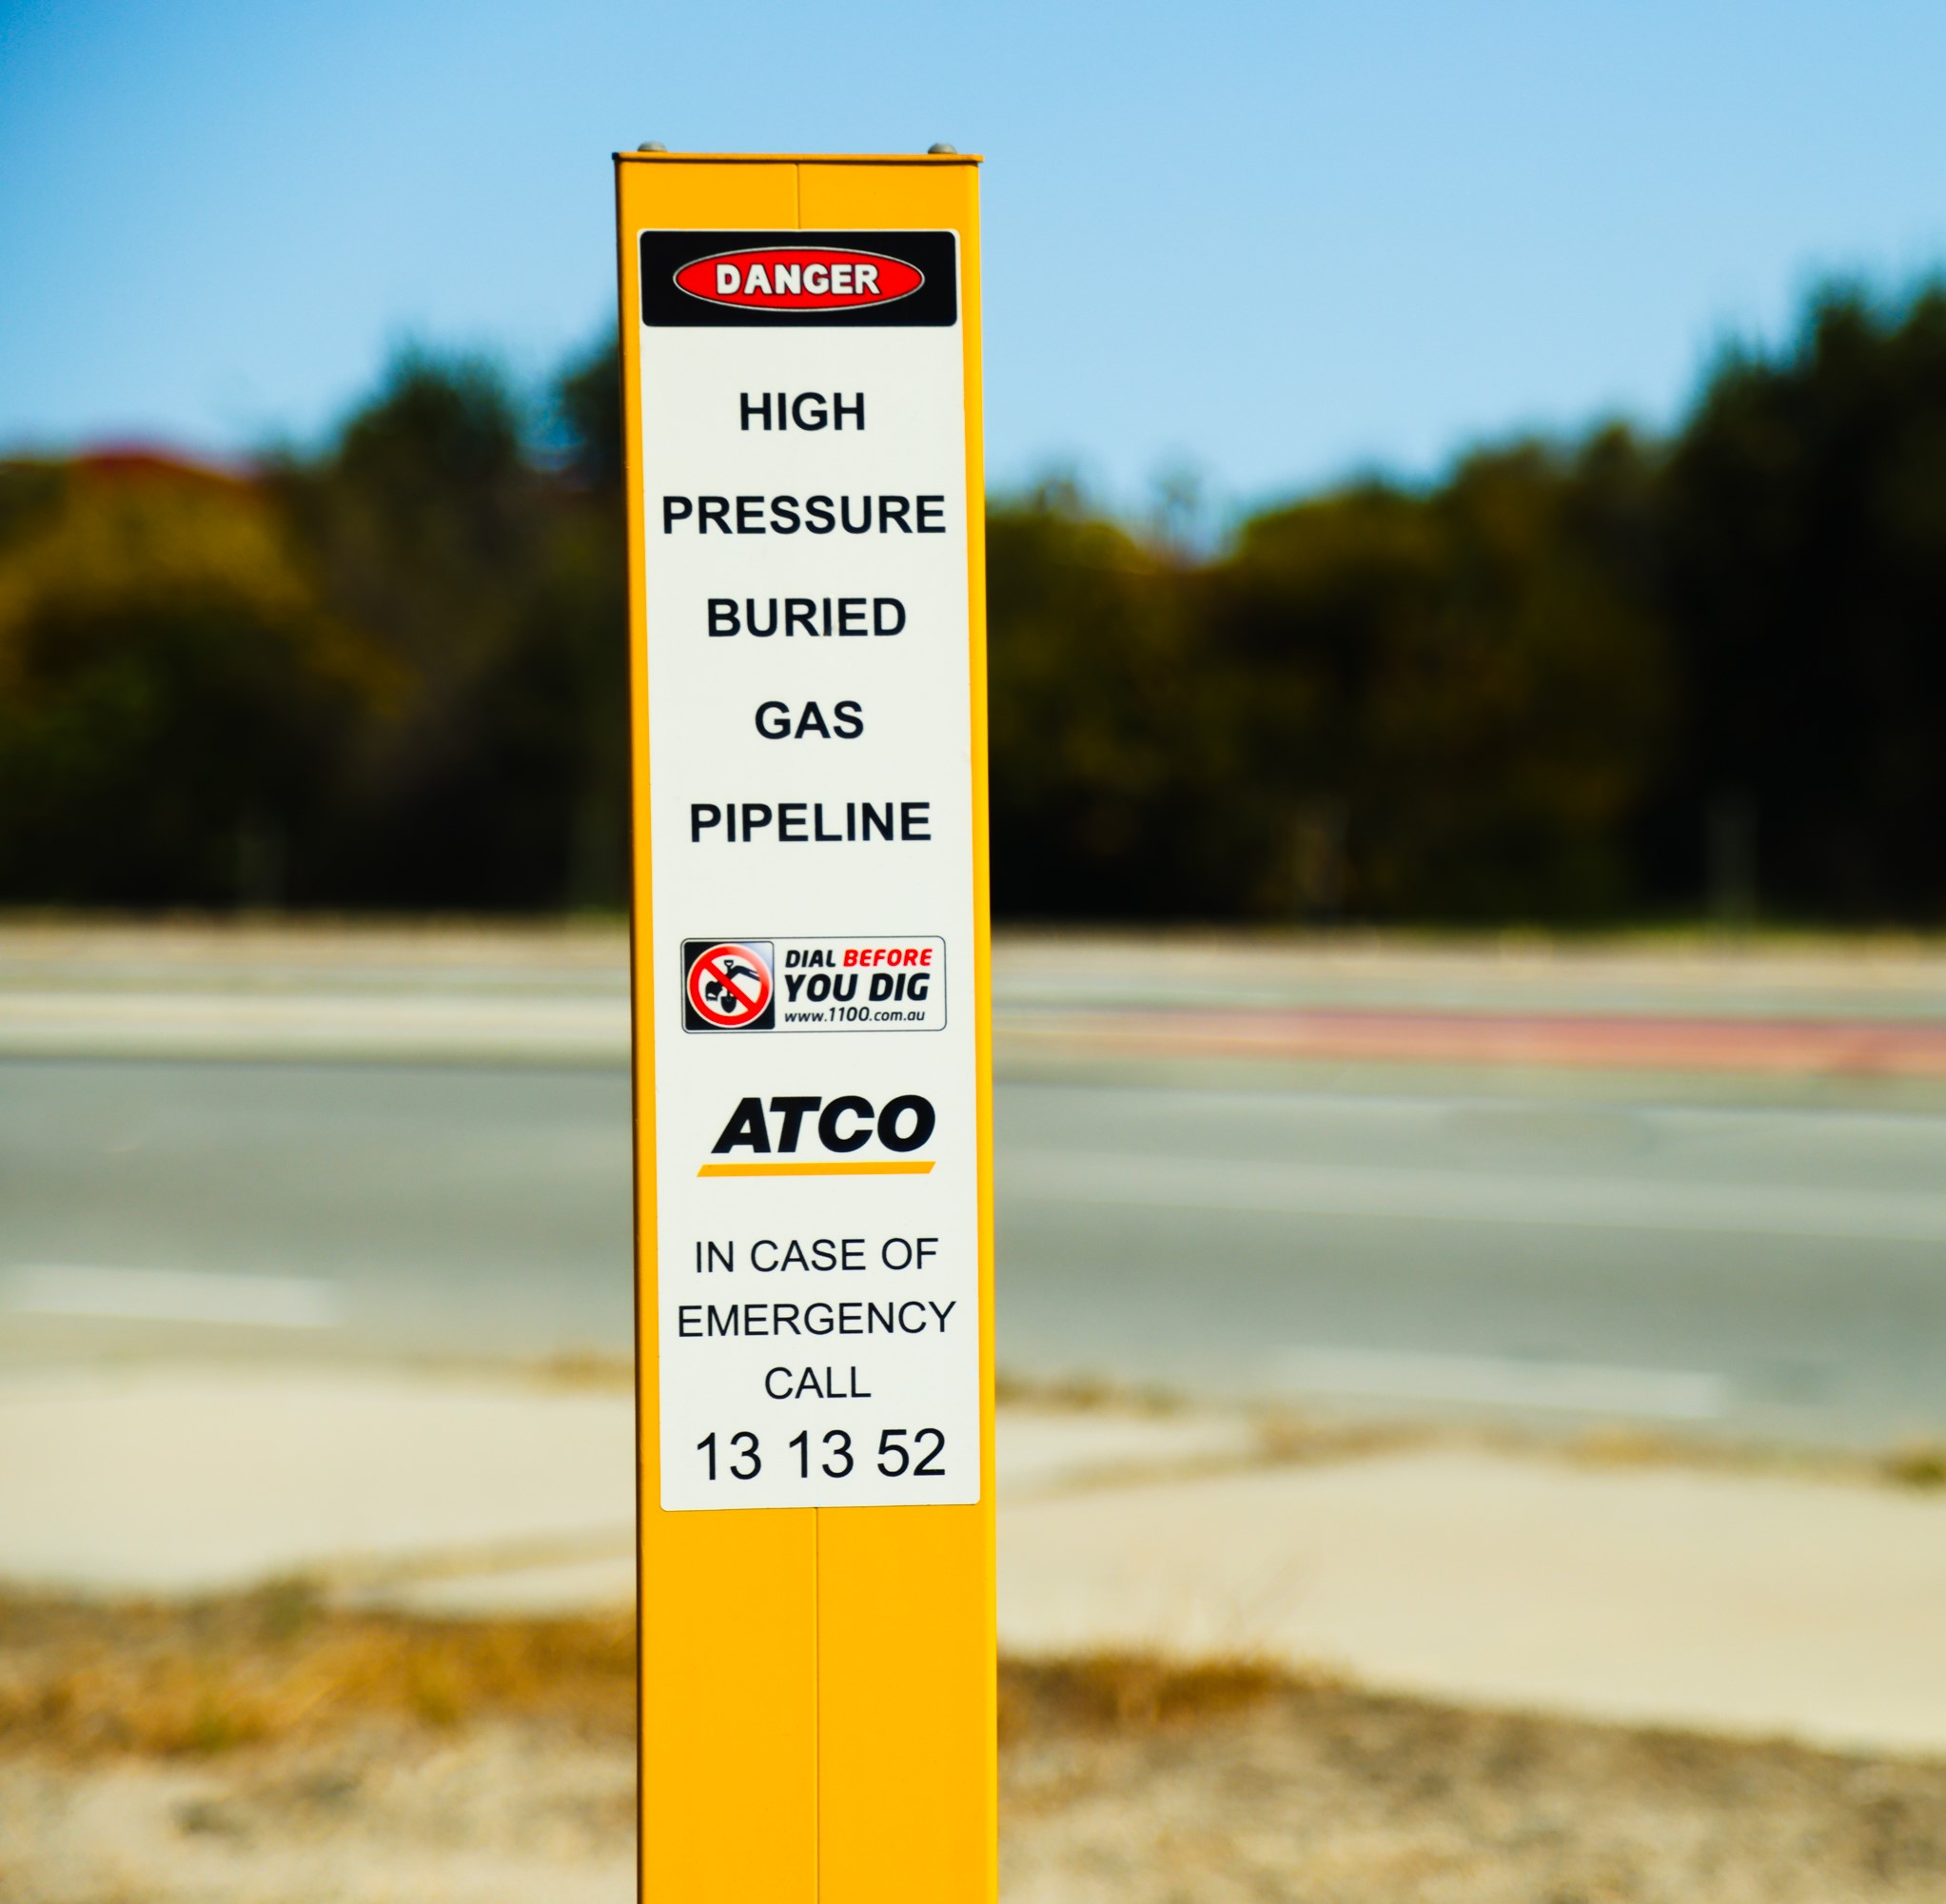 DANGER
HIGH
PRESSURE
BURIED
GAS
PIPELINE
DIAL BEFORE
YOU DIG
www.1100.com.au
ATCO
IN CASE OF
EMERGENCY
CALL
13 13 52